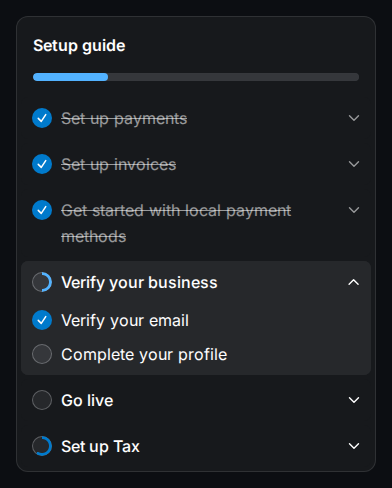 Setup guide
Set up payments
Set up invoices
Get started with local payment
methods
Verify your business
Verify your email
Complete your profile
Go live
Set up Tax